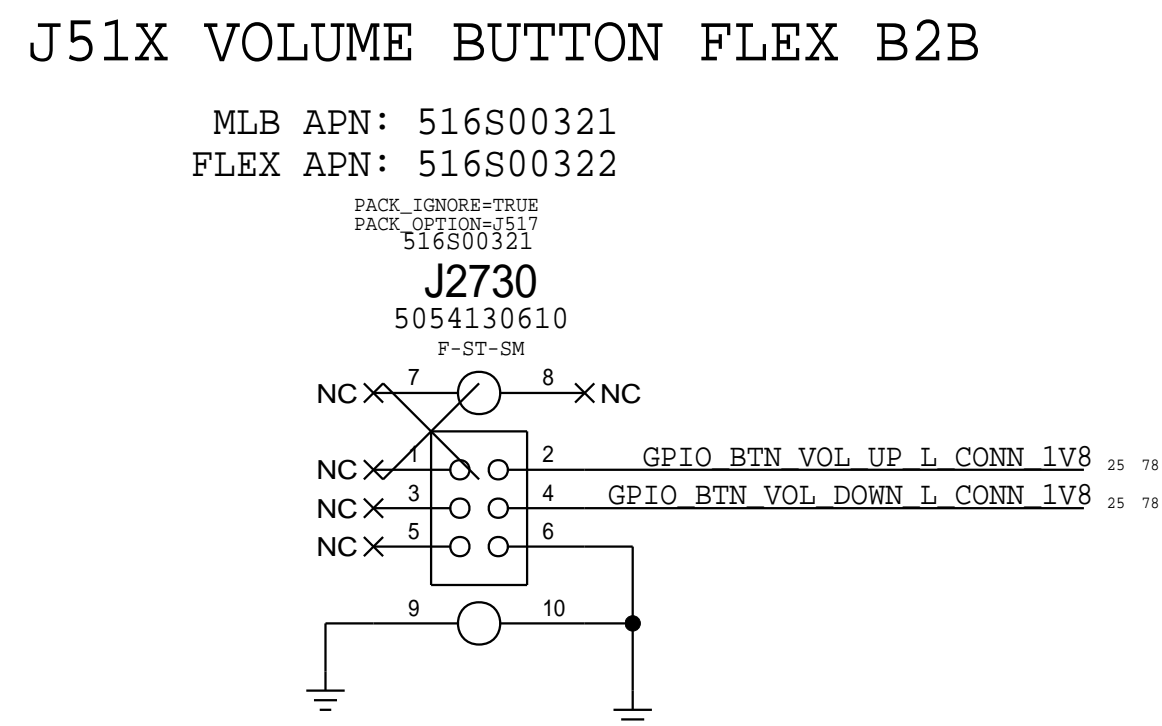 J51X VOLUME BUTTON FLEX B2B
MLB APN: 516S00321
FLEX APN: 516S00322
PACK_IGNORE=TRUE
PACK_OPTION=J517
516S00321
J2730
5054130610
F-ST-SM
NC 7 8 NC
NC 1 2 GPIO_BTN_VOL_UP_L_CONN_1V8 25 78
NC 3 4 GPIO_BTN_VOL_DOWN_L_CONN_1V8 25 78
NC 5 6
9 10